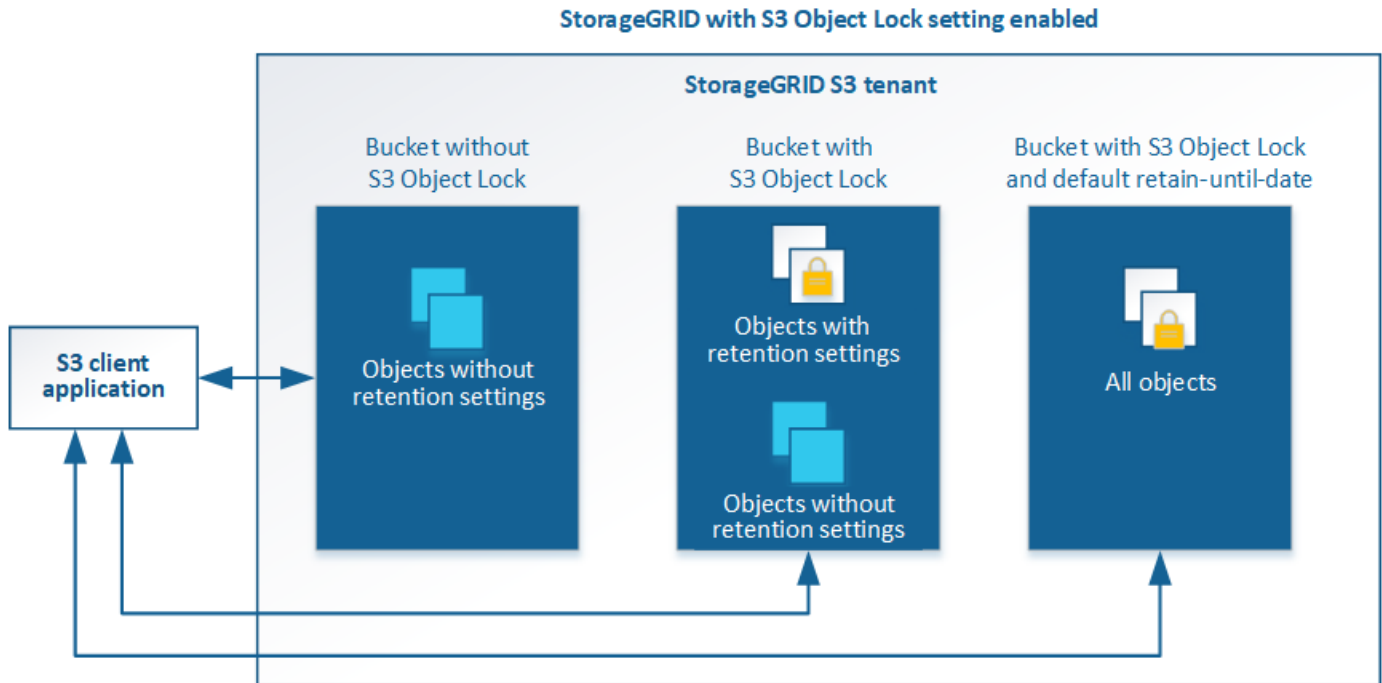 StorageGRID with S3 Object Lock setting enabled
StorageGRID S3 tenant
Bucket without
S3 Object Lock
Bucket with
S3 Object Lock
Bucket with S3 Object Lock
and default retain-until-date
S3 client
application
Objects without
retention settings
Objects with
retention settings
Objects without
retention settings
All objects